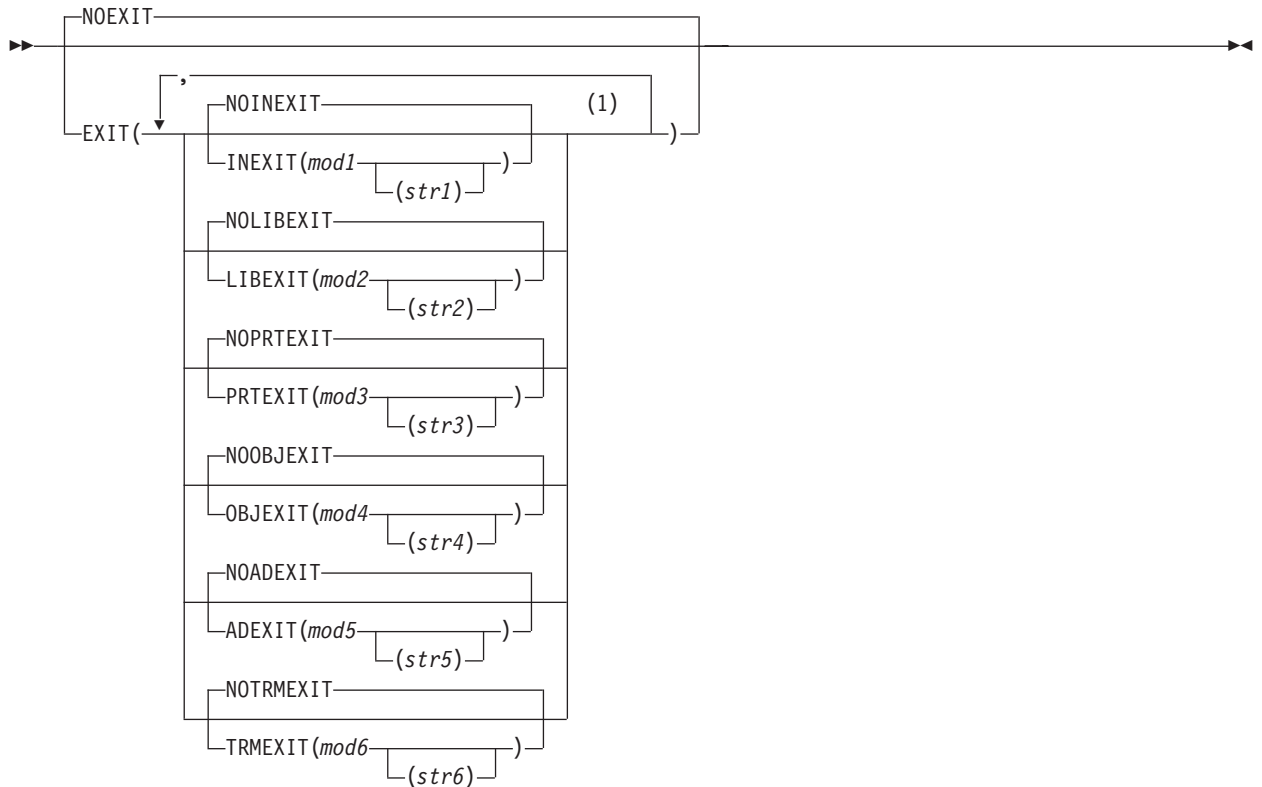 NOEXIT
,
NOINEXIT (1)
EXIT( )
INEXIT(mod1 )
(str1)
NOLIBEXIT
LIBEXIT(mod2 )
(str2)
NOPRTEXIT
PRTEXIT(mod3 )
(str3)
NOOBJEXIT
OBJEXIT(mod4 )
(str4)
NOADEXIT
ADEXIT(mod5 )
(str5)
NOTRMEXIT
TRMEXIT(mod6 )
(str6)